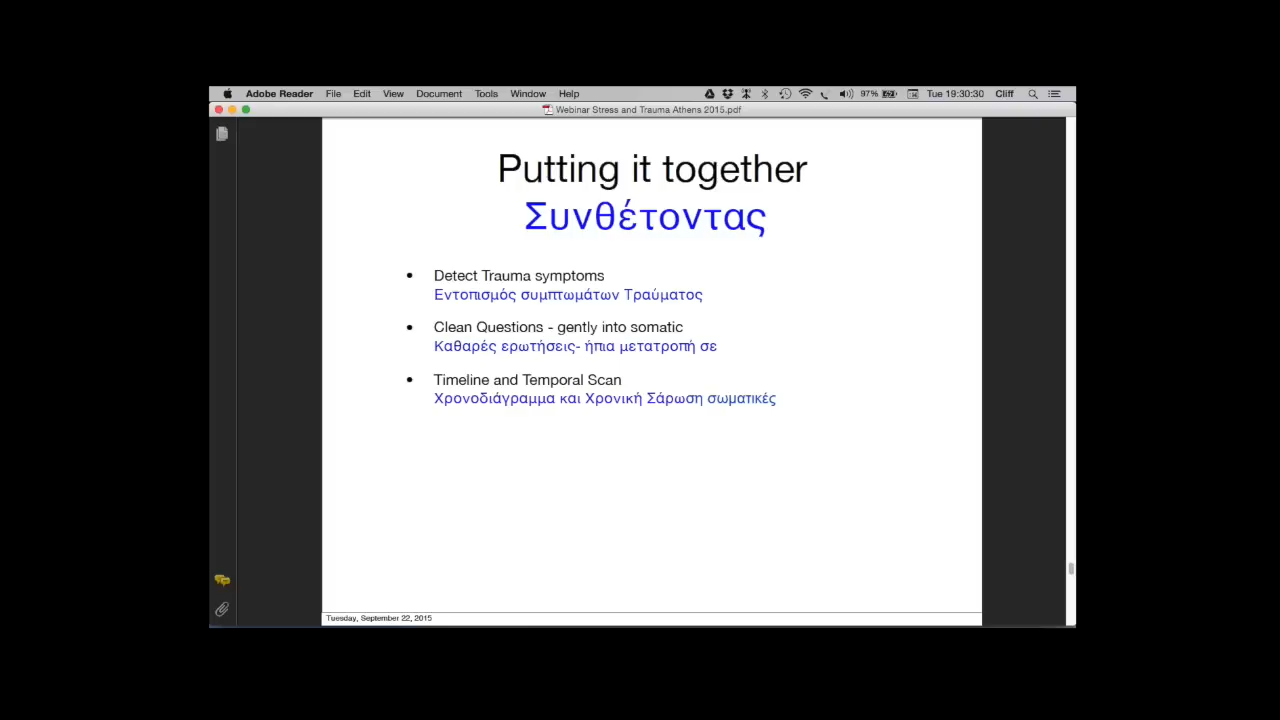 Adobe Reader File Edit View Document Tools Window Help 97% Tue 19:30:30 Cliff
Webinar Stress and Trauma Athens 2015.pdf
Putting it together
Συνθέτοντας
• Detect Trauma symptoms
Εντοπισμός συμπτωμάτων Τραύματος
• Clean Questions - gently into somatic
Καθαρές ερωτήσεις- ήπια μετατροπή σε
• Timeline and Temporal Scan
Χρονοδιάγραμμα και Χρονική Σάρωση σωματικές
Tuesday, September 22, 2015